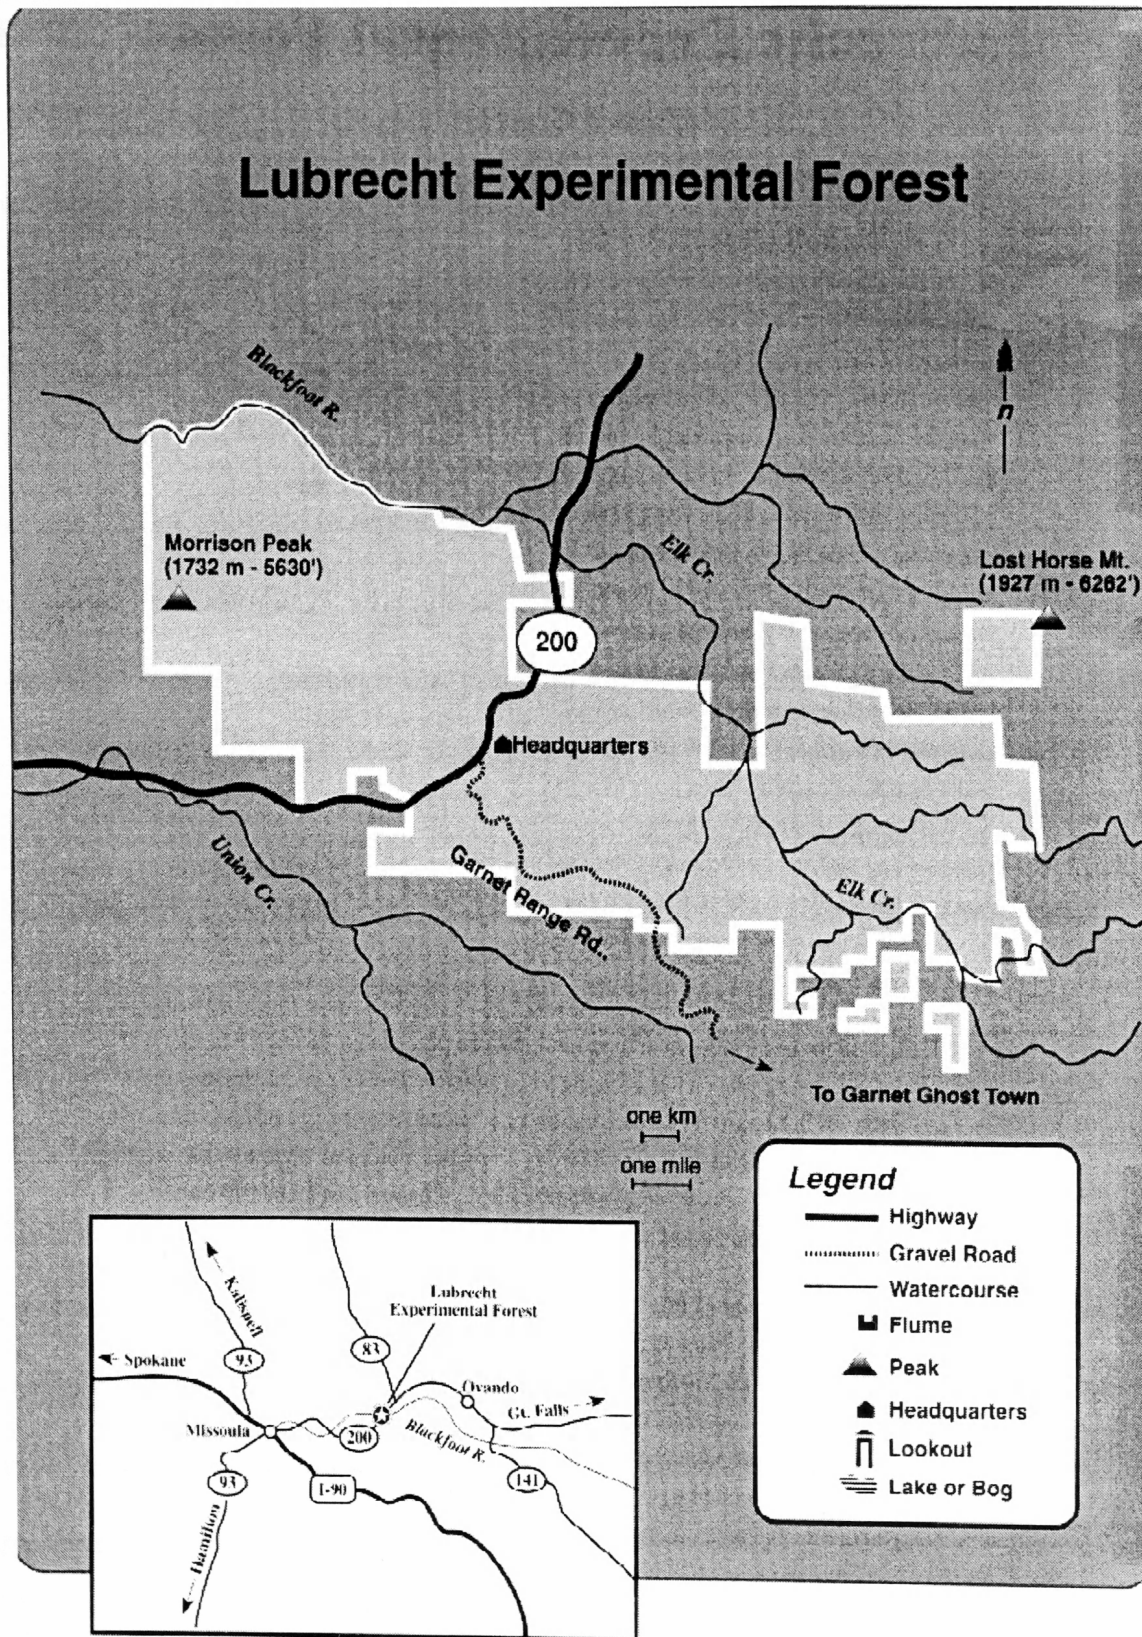 Lubrecht Experimental Forest
Blackfoot R.
n
Elk Cr.
Morrison Peak
(1732 m - 5630')
Lost Horse Mt.
(1927 m - 6262')
200
Headquarters
Union Cr.
Garnet Range Rd..
Elk Cr.
To Garnet Ghost Town
one km
one mile
Legend
Highway
Gravel Road
Watercourse
Flume
Peak
Headquarters
Lookout
Lake or Bog
Kalispell
Lubrecht
Experimental Forest
93
83
Spokane
Ovando
Gt. Falls
Missoula
200
Blackfoot R.
93
I-90
141
Hamilton